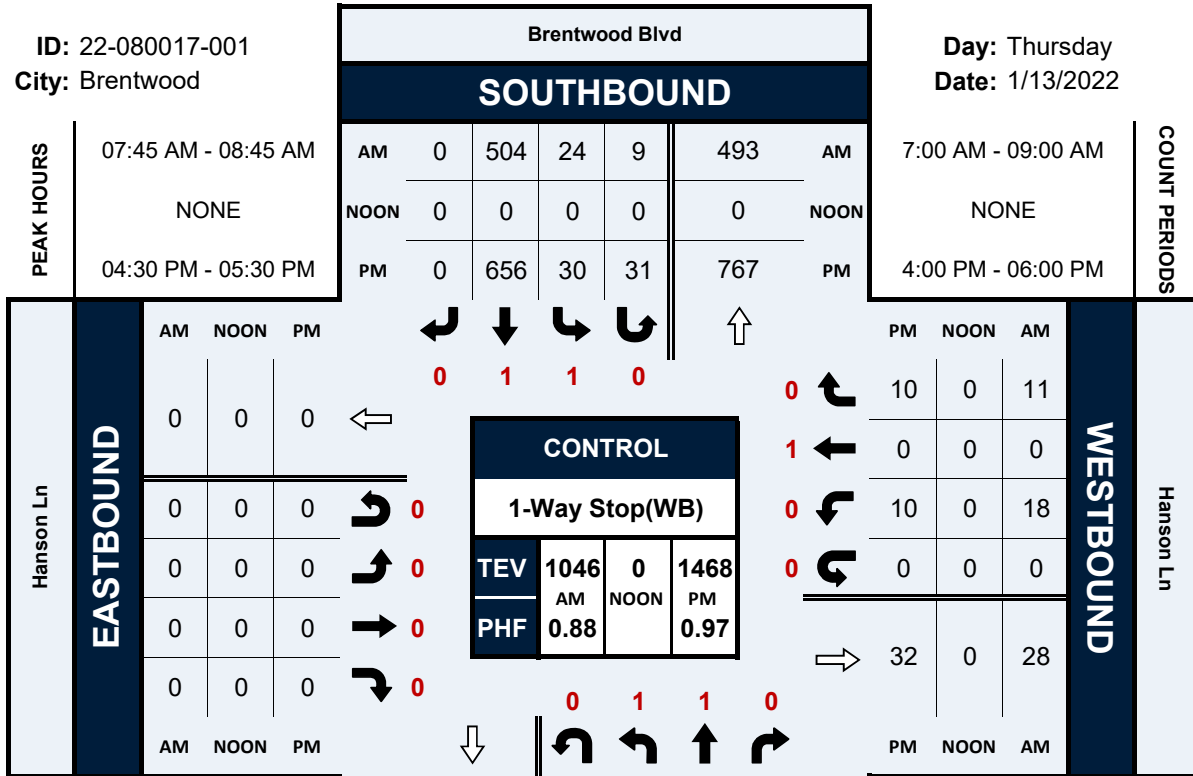 Brentwood Blvd
ID: 22-080017-001
Day: Thursday
City: Brentwood
Date: 1/13/2022
SOUTHBOUND
PEAK HOURS
07:45 AM - 08:45 AM
NONE
04:30 PM - 05:30 PM
AM 0 504 24 9 493 AM
NOON 0 0 0 0 0 NOON
PM 0 656 30 31 767 PM
7:00 AM - 09:00 AM
NONE
4:00 PM - 06:00 PM
COUNT PERIODS
Hanson Ln
EASTBOUND
AM NOON PM
0 0 0
0 0 0 0
0 0 0 0
0 0 0 0
0 0 0 0
AM NOON PM
0 1 1 0
CONTROL
1-Way Stop(WB)
TEV 1046 0 1468
AM NOON PM
PHF 0.88 0.97
0 1 1 0
PM NOON AM
0 10 0 11
1 0 0 0
0 10 0 18
0 0 0 0
32 0 28
PM NOON AM
WESTBOUND
Hanson Ln